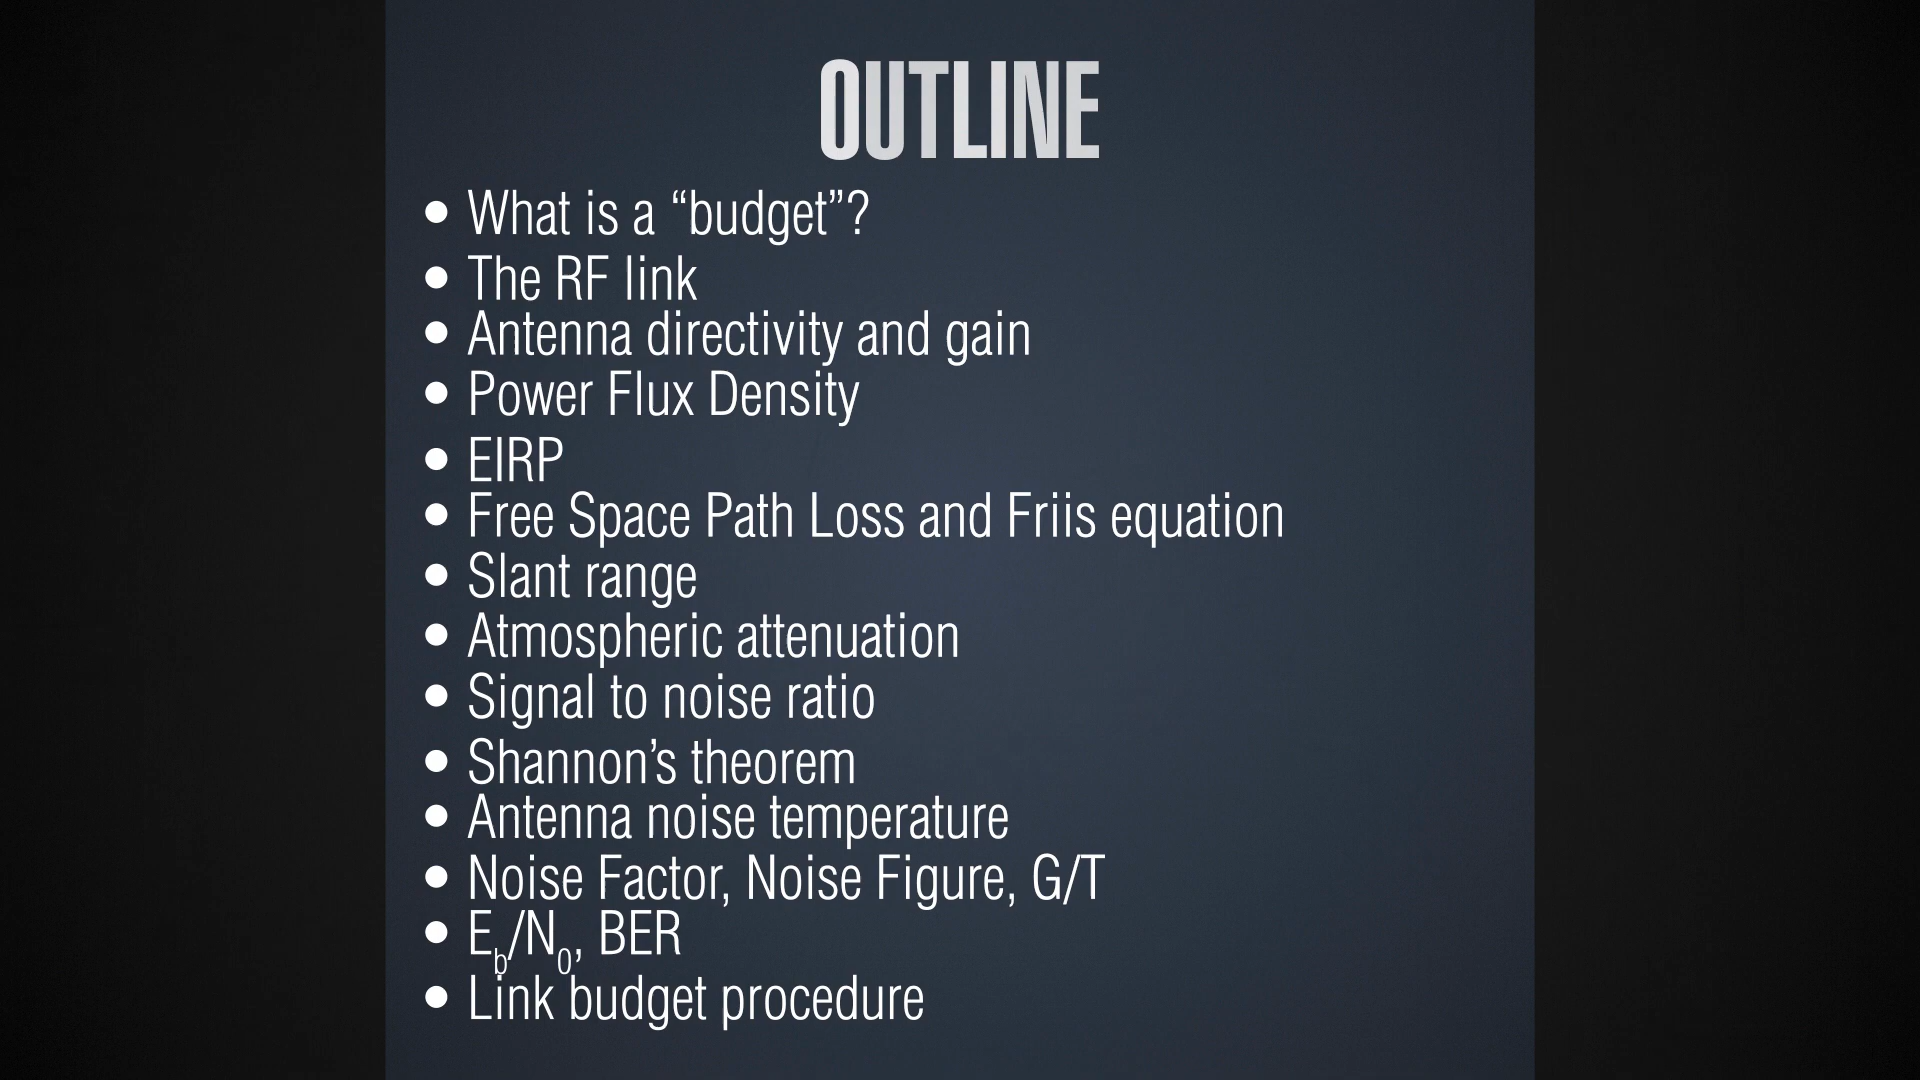 OUTLINE
• What is a “budget”?
• The RF link
• Antenna directivity and gain
• Power Flux Density
• EIRP
• Free Space Path Loss and Friis equation
• Slant range
• Atmospheric attenuation
• Signal to noise ratio
• Shannon’s theorem
• Antenna noise temperature
• Noise Factor, Noise Figure, G/T
• Eb/N0, BER
• Link budget procedure